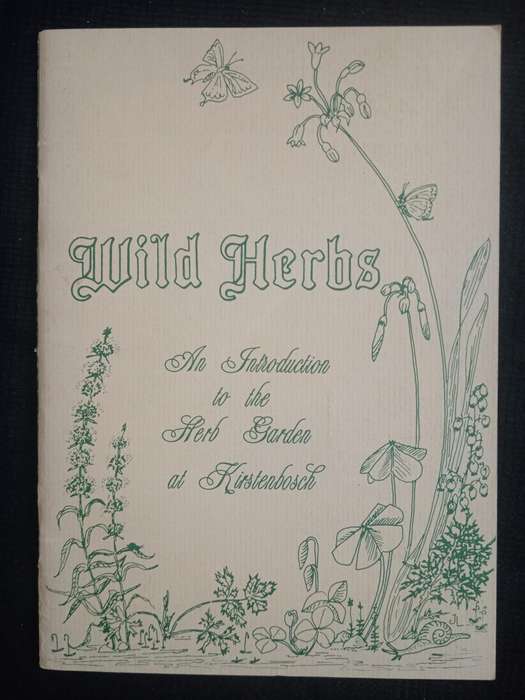 Wild Herbs
An Introduction
to the
Herb Garden
at Kirstenbosch